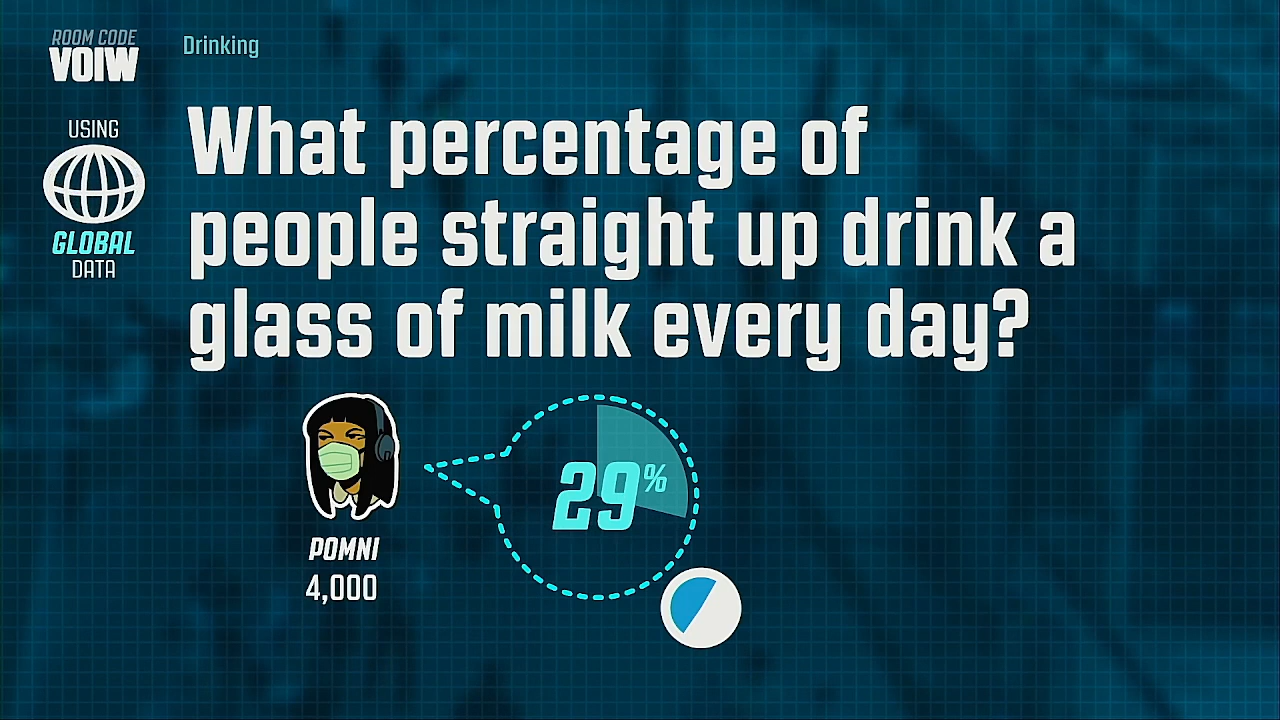 ROOM CODE
VOIW
Drinking
USING
GLOBAL
DATA
What percentage of
people straight up drink a
glass of milk every day?
29%
POMNI
4,000